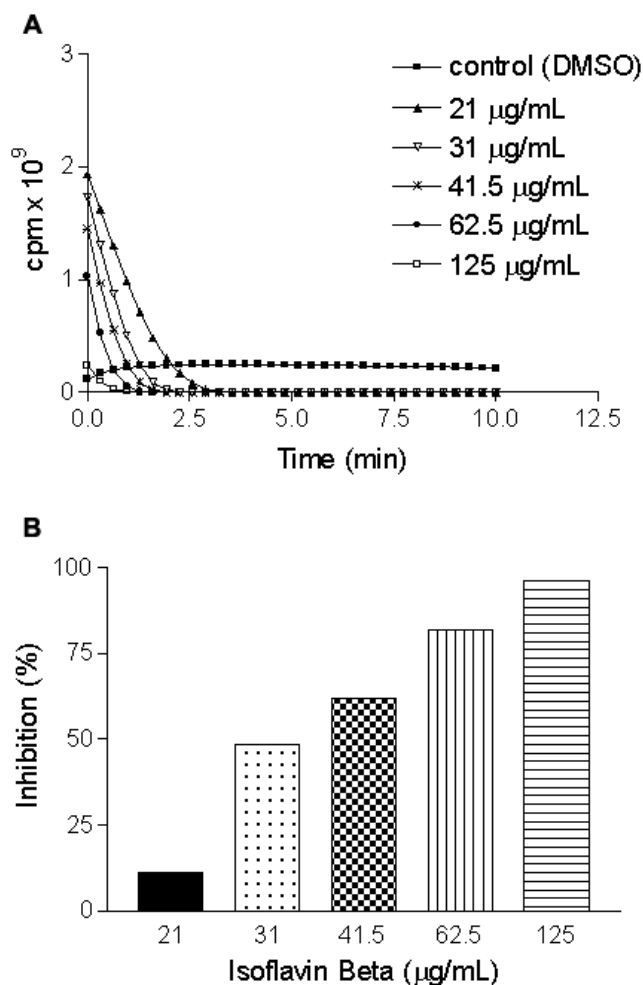 A
3
2
1
0
cpm x 10⁹
control (DMSO)
21 µg/mL
31 µg/mL
41.5 µg/mL
62.5 µg/mL
125 µg/mL
0.0 2.5 5.0 7.5 10.0 12.5
Time (min)
B
100
75
50
25
0
Inhibition (%)
21 31 41.5 62.5 125
Isoflavin Beta (µg/mL)